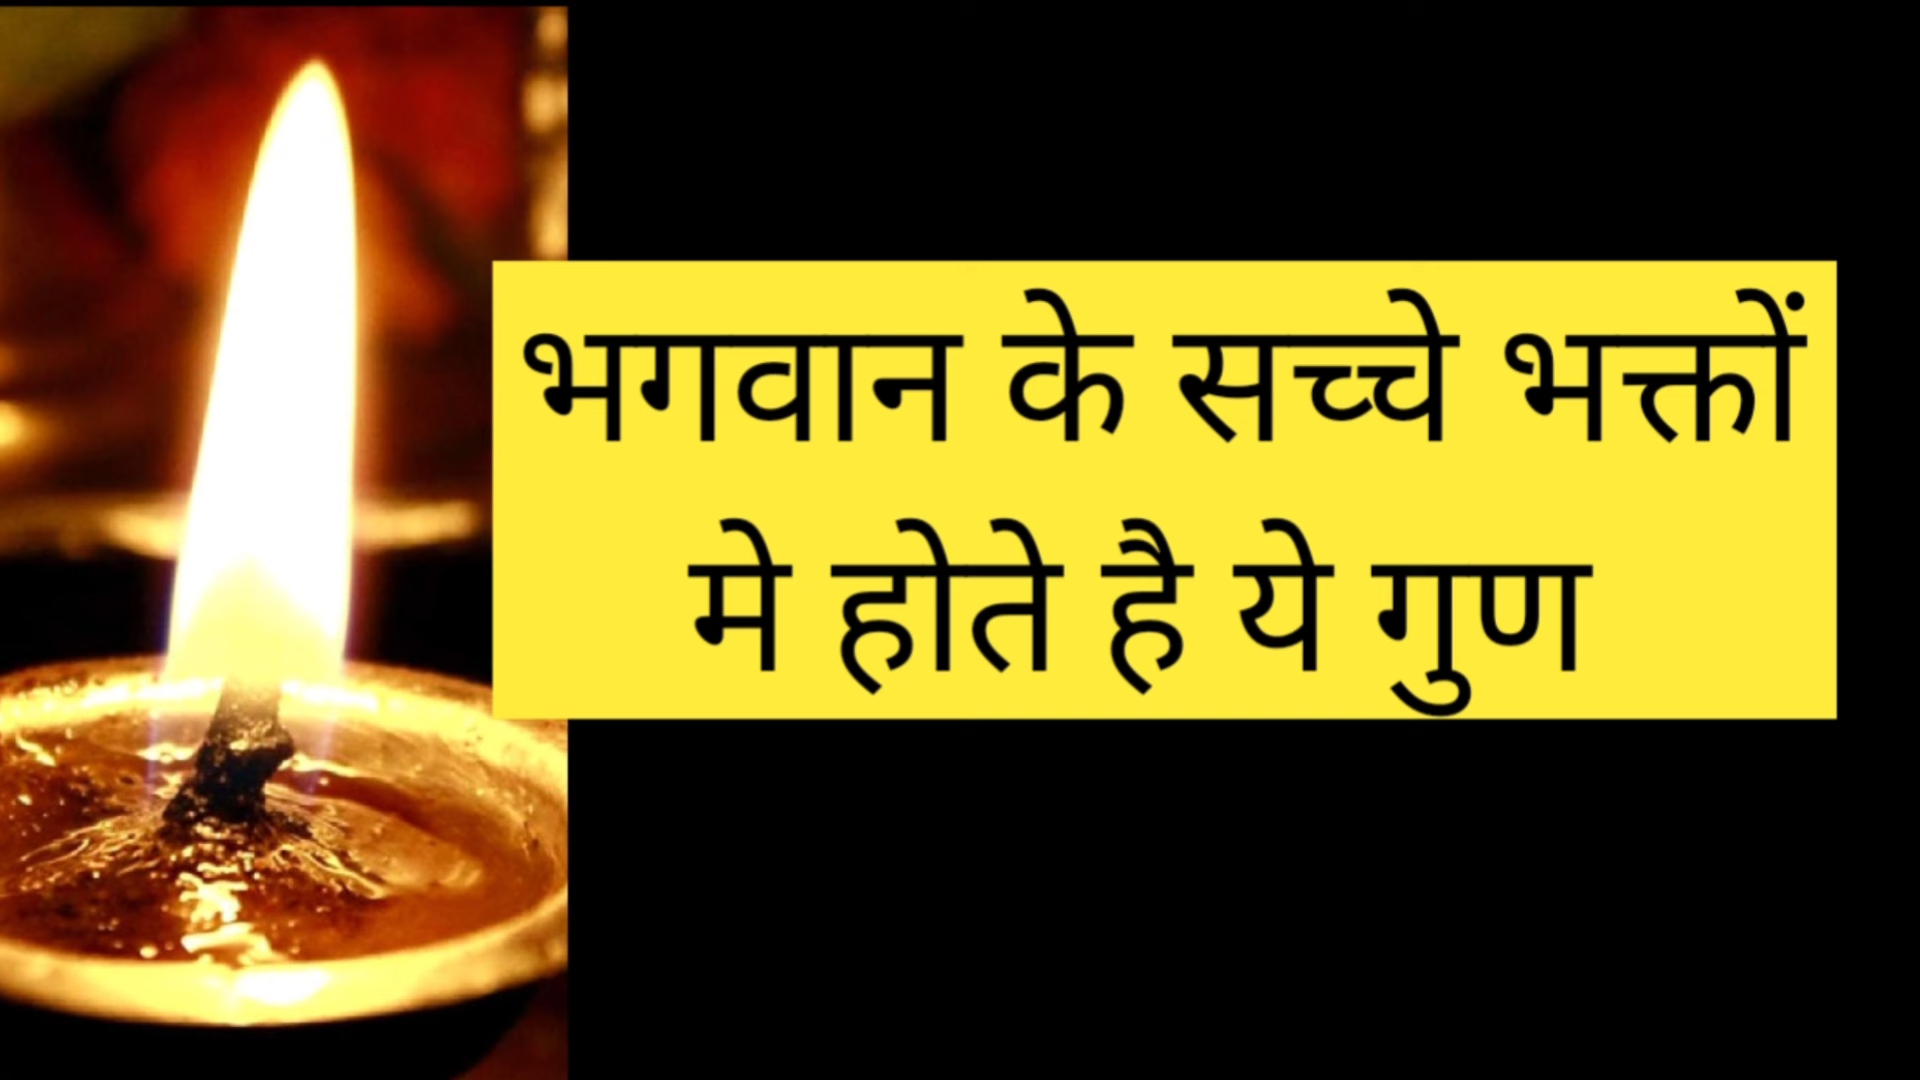 भगवान के सच्चे भक्तों
मे होते है ये गुण